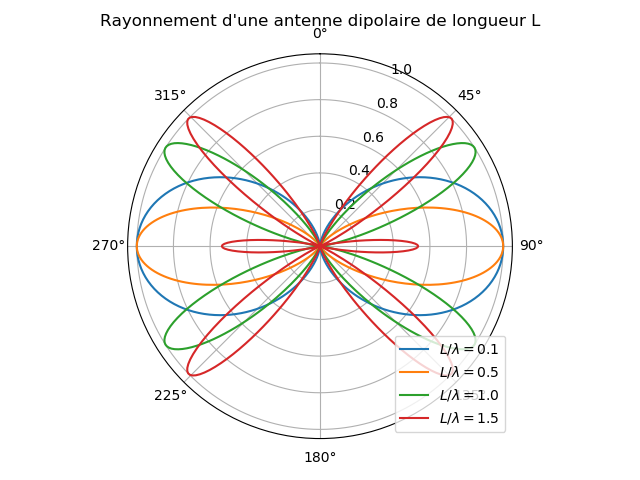 Rayonnement d'une antenne dipolaire de longueur L
0°
315°
45°
1.0
0.8
0.6
0.4
0.2
270°
90°
225°
135°
180°
L/λ = 0.1
L/λ = 0.5
L/λ = 1.0
L/λ = 1.5